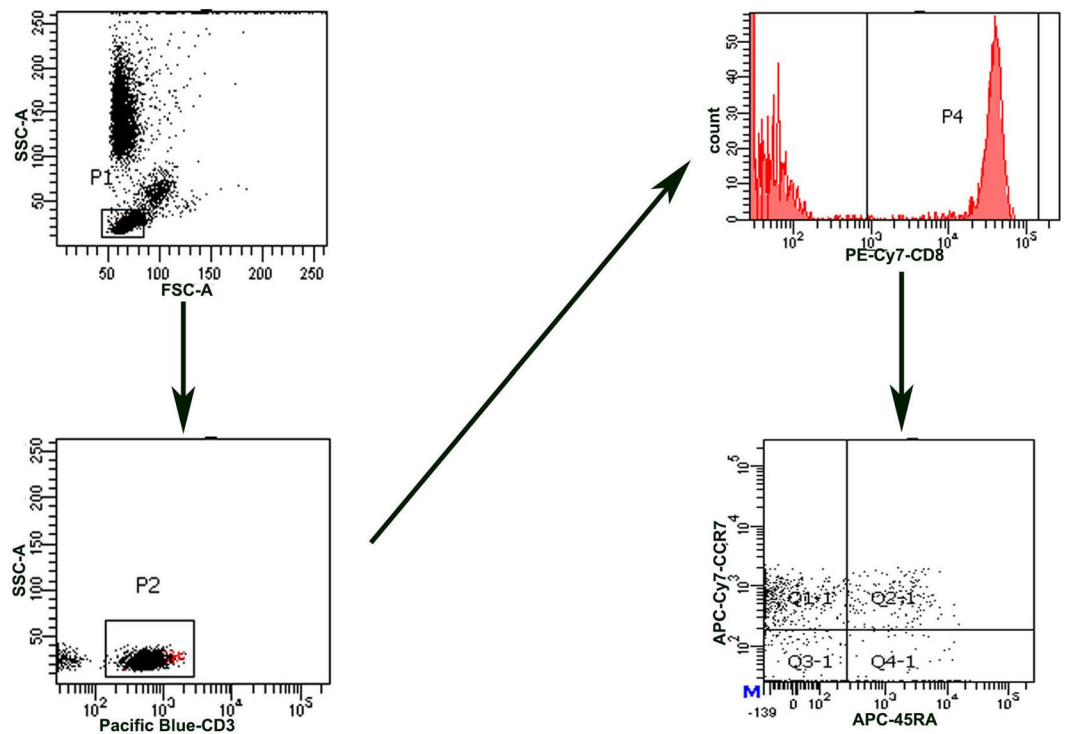 250
200
150
100
50
SSC-A
P1
50 100 150 200 250
FSC-A
250
200
150
100
50
SSC-A
P2
10² 10³ 10⁴ 10⁵
Pacific Blue-CD3
50
40
30
20
10
0
count
P4
10² 10³ 10⁴ 10⁵
PE-Cy7-CD8
10⁵
10⁴
10³
10²
APC-Cy7-CCR7
Q1-1 Q2-1
Q3-1 Q4-1
M
-139 0 10² 10³ 10⁴ 10⁵
APC-45RA